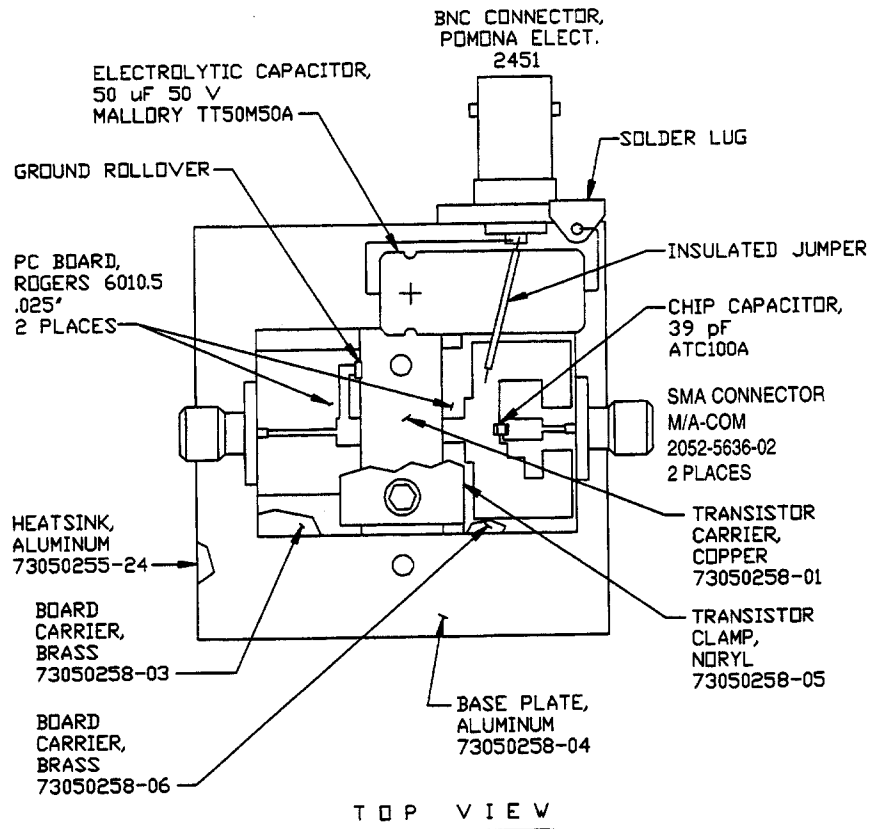 BNC CONNECTOR,
POMONA ELECT.
2451
ELECTROLYTIC CAPACITOR,
50 uF 50 V
MALLORY TT50M50A
SOLDER LUG
GROUND ROLLOVER
INSULATED JUMPER
PC BOARD,
ROGERS 6010.5
.025"
2 PLACES
CHIP CAPACITOR,
39 pF
ATC100A
SMA CONNECTOR
M/A-COM
2052-5636-02
2 PLACES
+
HEATSINK,
ALUMINUM
73050255-24
TRANSISTOR
CARRIER,
COPPER
73050258-01
BOARD
CARRIER,
BRASS
73050258-03
TRANSISTOR
CLAMP,
NORYL
73050258-05
BOARD
CARRIER,
BRASS
73050258-06
BASE PLATE,
ALUMINUM
73050258-04
TOP VIEW